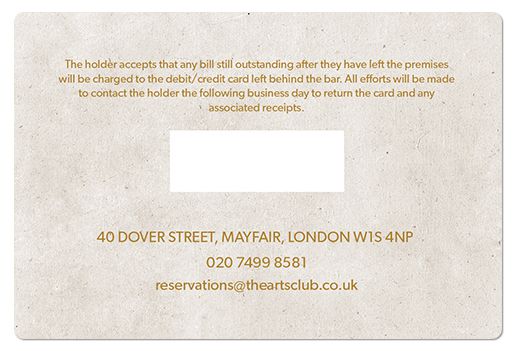 The holder accepts that any bill still outstanding after they have left the premises
will be charged to the debit/credit card left behind the bar. All efforts will be made
to contact the holder the following business day to return the card and any
associated receipts.
40 DOVER STREET, MAYFAIR, LONDON W1S 4NP
020 7499 8581
reservations@theartsclub.co.uk